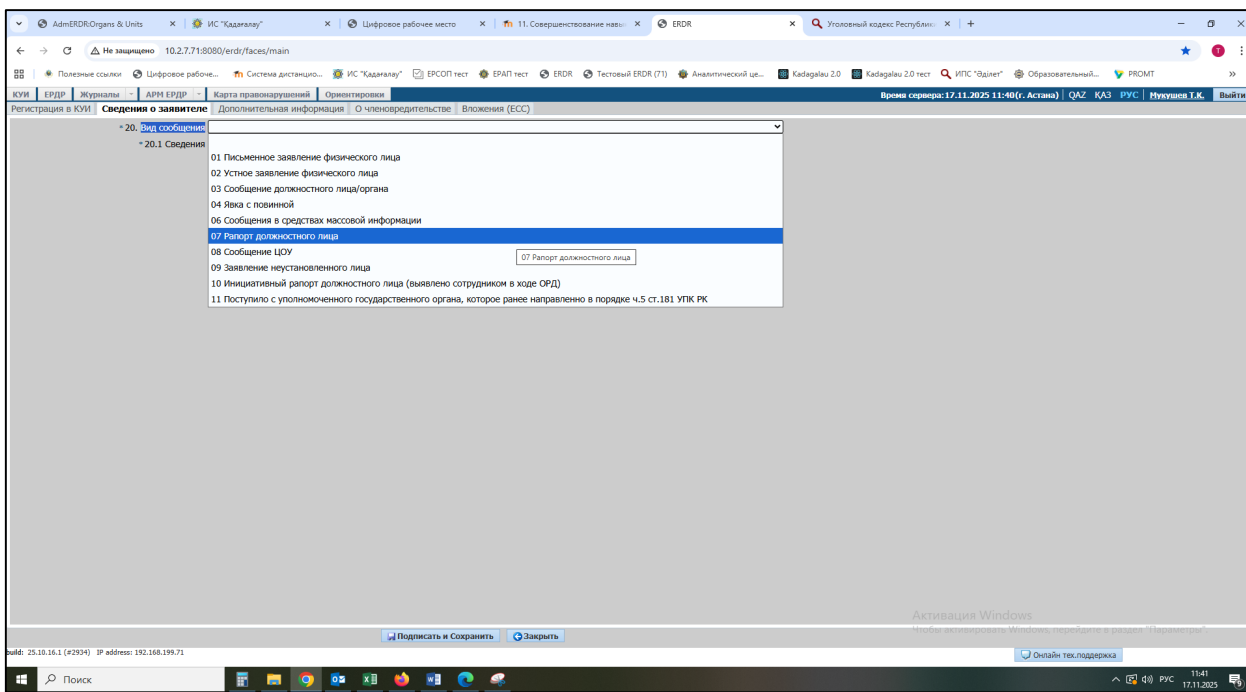 AdmERDR:Organs & Units
ИС "Қадағалау"
Цифровое рабочее место
11. Совершенствование навы
ERDR
Уголовный кодекс Республик
Не защищено 10.2.7.71:8080/erdr/faces/main
Полезные ссылки Цифровое рабоче... Система дистанцио... ИС "Қадағалау" ЕРСОП тест ЕРАП тест ERDR Тестовый ERDR (71) Аналитический це... Kadagalau 2.0 Kadagalau 2.0 тест ИПС "Әділет" Образовательный... PROMT
КУИ ЕРДР Журналы АРМ ЕРДР Карта правонарушений Ориентировки Время сервера:17.11.2025 11:40(г. Астана) QAZ ҚАЗ РУС Мукушев Т.К. Выйти
Регистрация в КУИ Сведения о заявителе Дополнительная информация О членовредительстве Вложения (ЕСС)
* 20. Вид сообщения
* 20.1 Сведения
01 Письменное заявление физического лица
02 Устное заявление физического лица
03 Сообщение должностного лица/органа
04 Явка с повинной
06 Сообщения в средствах массовой информации
07 Рапорт должностного лица
08 Сообщение ЦОУ
07 Рапорт должностного лица
09 Заявление неустановленного лица
10 Инициативный рапорт должностного лица (выявлено сотрудником в ходе ОРД)
11 Поступило с уполномоченного государственного органа, которое ранее направленно в порядке ч.5 ст.181 УПК РК
Активация Windows
Чтобы активировать Windows, перейдите в раздел "Параметры".
Подписать и Сохранить Закрыть
build: 25.10.16.1 (#2934) IP address: 192.168.199.71
Онлайн тех.поддержка
Поиск
РУС
11:41
17.11.2025